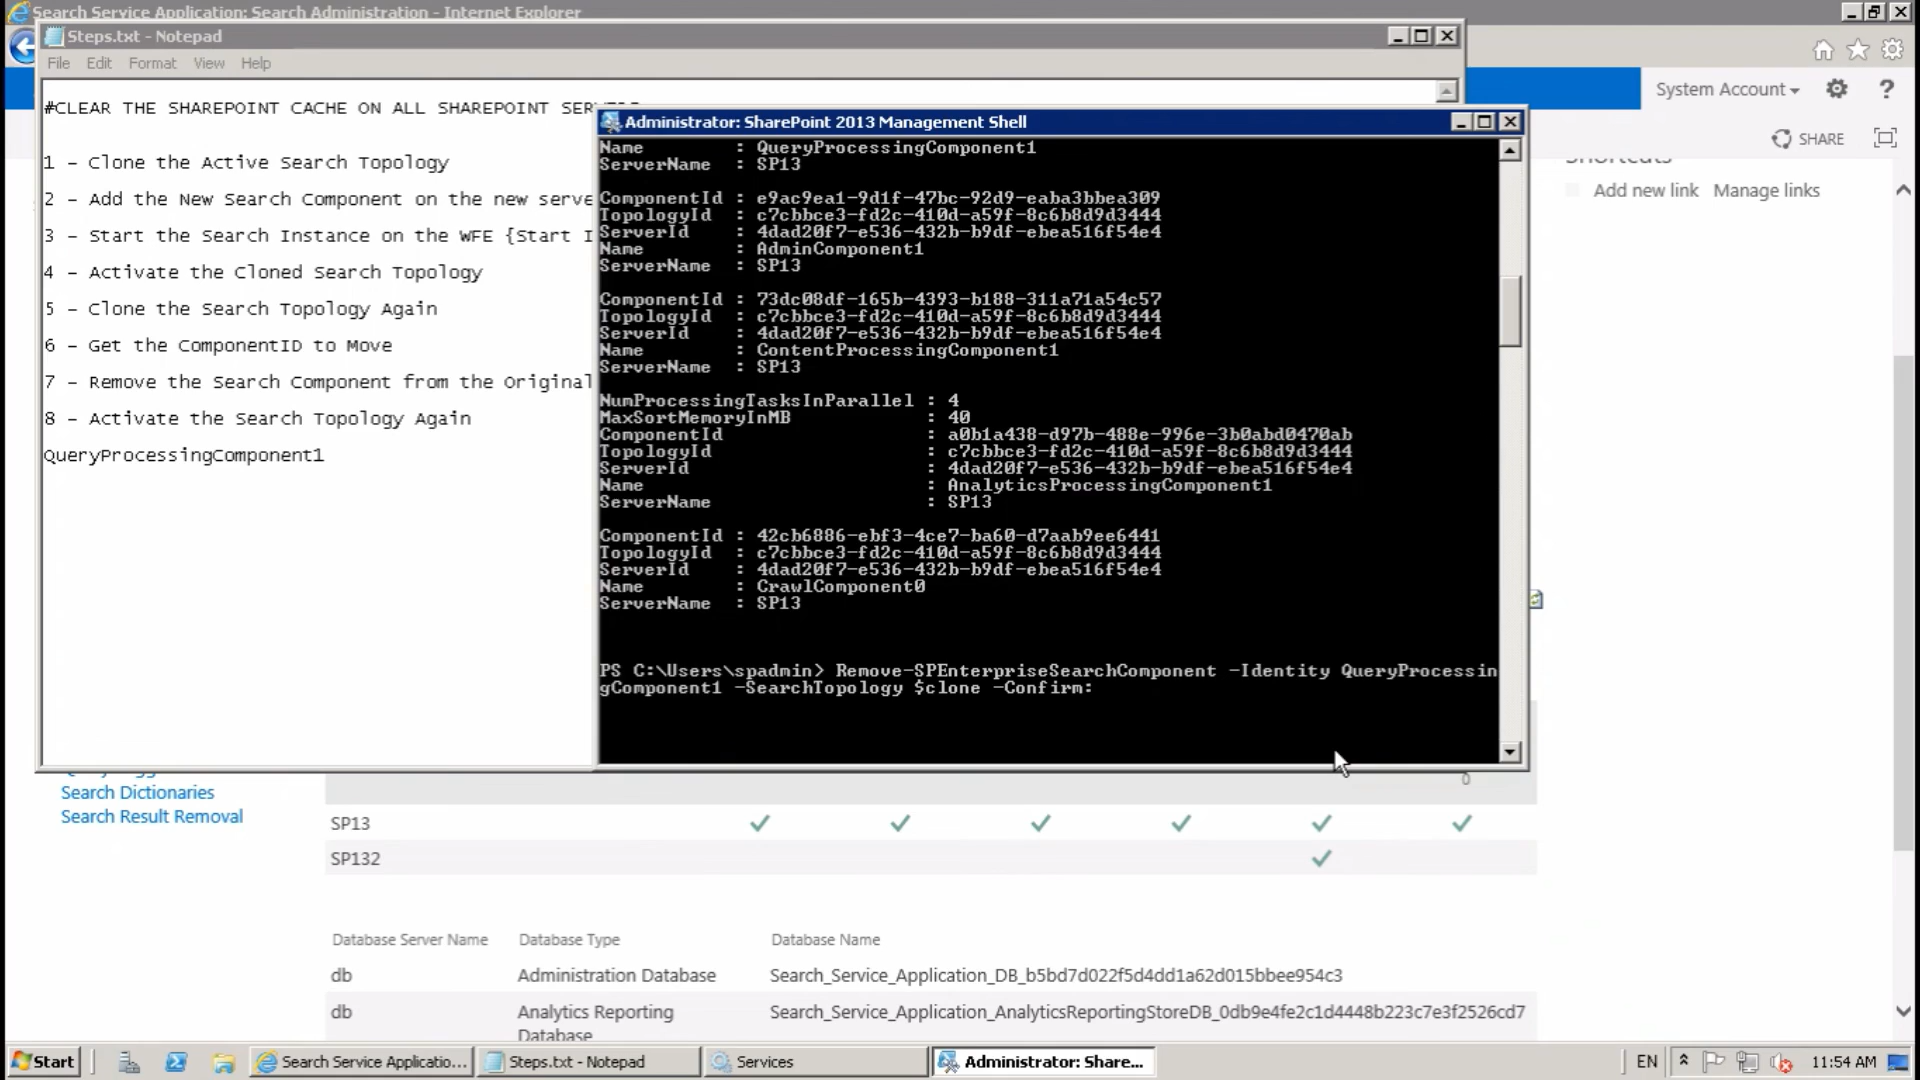 Search Service Application: Search Administration - Internet Explorer
Steps.txt - Notepad
File Edit Format View Help
System Account
?
SHARE
Add new link Manage links
#CLEAR THE SHAREPOINT CACHE ON ALL SHAREPOINT
1 - Clone the Active Search Topology
2 - Add the New Search Component on the new serve
3 - Start the Search Instance on the WFE {Start I
4 - Activate the Cloned Search Topology
5 - Clone the Search Topology Again
6 - Get the ComponentID to Move
7 - Remove the Search Component from the Original
8 - Activate the Search Topology Again
QueryProcessingComponent1
Administrator: SharePoint 2013 Management Shell
Name : QueryProcessingComponent1
ServerName : SP13
ComponentId : e9ac9ea1-9d1f-47bc-92d9-eaba3bbea309
TopologyId : c7cbbce3-fd2c-410d-a59f-8c6b8d9d3444
ServerId : 4dad20f7-e536-432b-b9df-ebea516f54e4
Name : AdminComponent1
ServerName : SP13
ComponentId : 73dc08df-165b-4393-b188-311a71a54c57
TopologyId : c7cbbce3-fd2c-410d-a59f-8c6b8d9d3444
ServerId : 4dad20f7-e536-432b-b9df-ebea516f54e4
Name : ContentProcessingComponent1
ServerName : SP13
NumProcessingTasksInParallel : 4
MaxSortMemoryInMB : 40
ComponentId : a0b1a438-d97b-488e-996e-3b0abd0470ab
TopologyId : c7cbbce3-fd2c-410d-a59f-8c6b8d9d3444
ServerId : 4dad20f7-e536-432b-b9df-ebea516f54e4
Name : AnalyticsProcessingComponent1
ServerName : SP13
ComponentId : 42cb6886-ebf3-4ce7-ba60-d7aab9ee6441
TopologyId : c7cbbce3-fd2c-410d-a59f-8c6b8d9d3444
ServerId : 4dad20f7-e536-432b-b9df-ebea516f54e4
Name : CrawlComponent0
ServerName : SP13
PS C:\Users\spadmin> Remove-SPEnterpriseSearchComponent -Identity QueryProcessin
gComponent1 -SearchTopology $clone -Confirm:
0
Search Dictionaries
Search Result Removal
SP13
SP132
Database Server Name Database Type Database Name
db Administration Database Search_Service_Application_DB_b5bd7d022f5d4dd1a62d015bbee954c3
db Analytics Reporting Search_Service_Application_AnalyticsReportingStoreDB_0db9e4fe2c1d4448b223c7e3f2526cd7
Database
Start Search Service Applicatio... Steps.txt - Notepad Services Administrator: Share... EN 11:54 AM